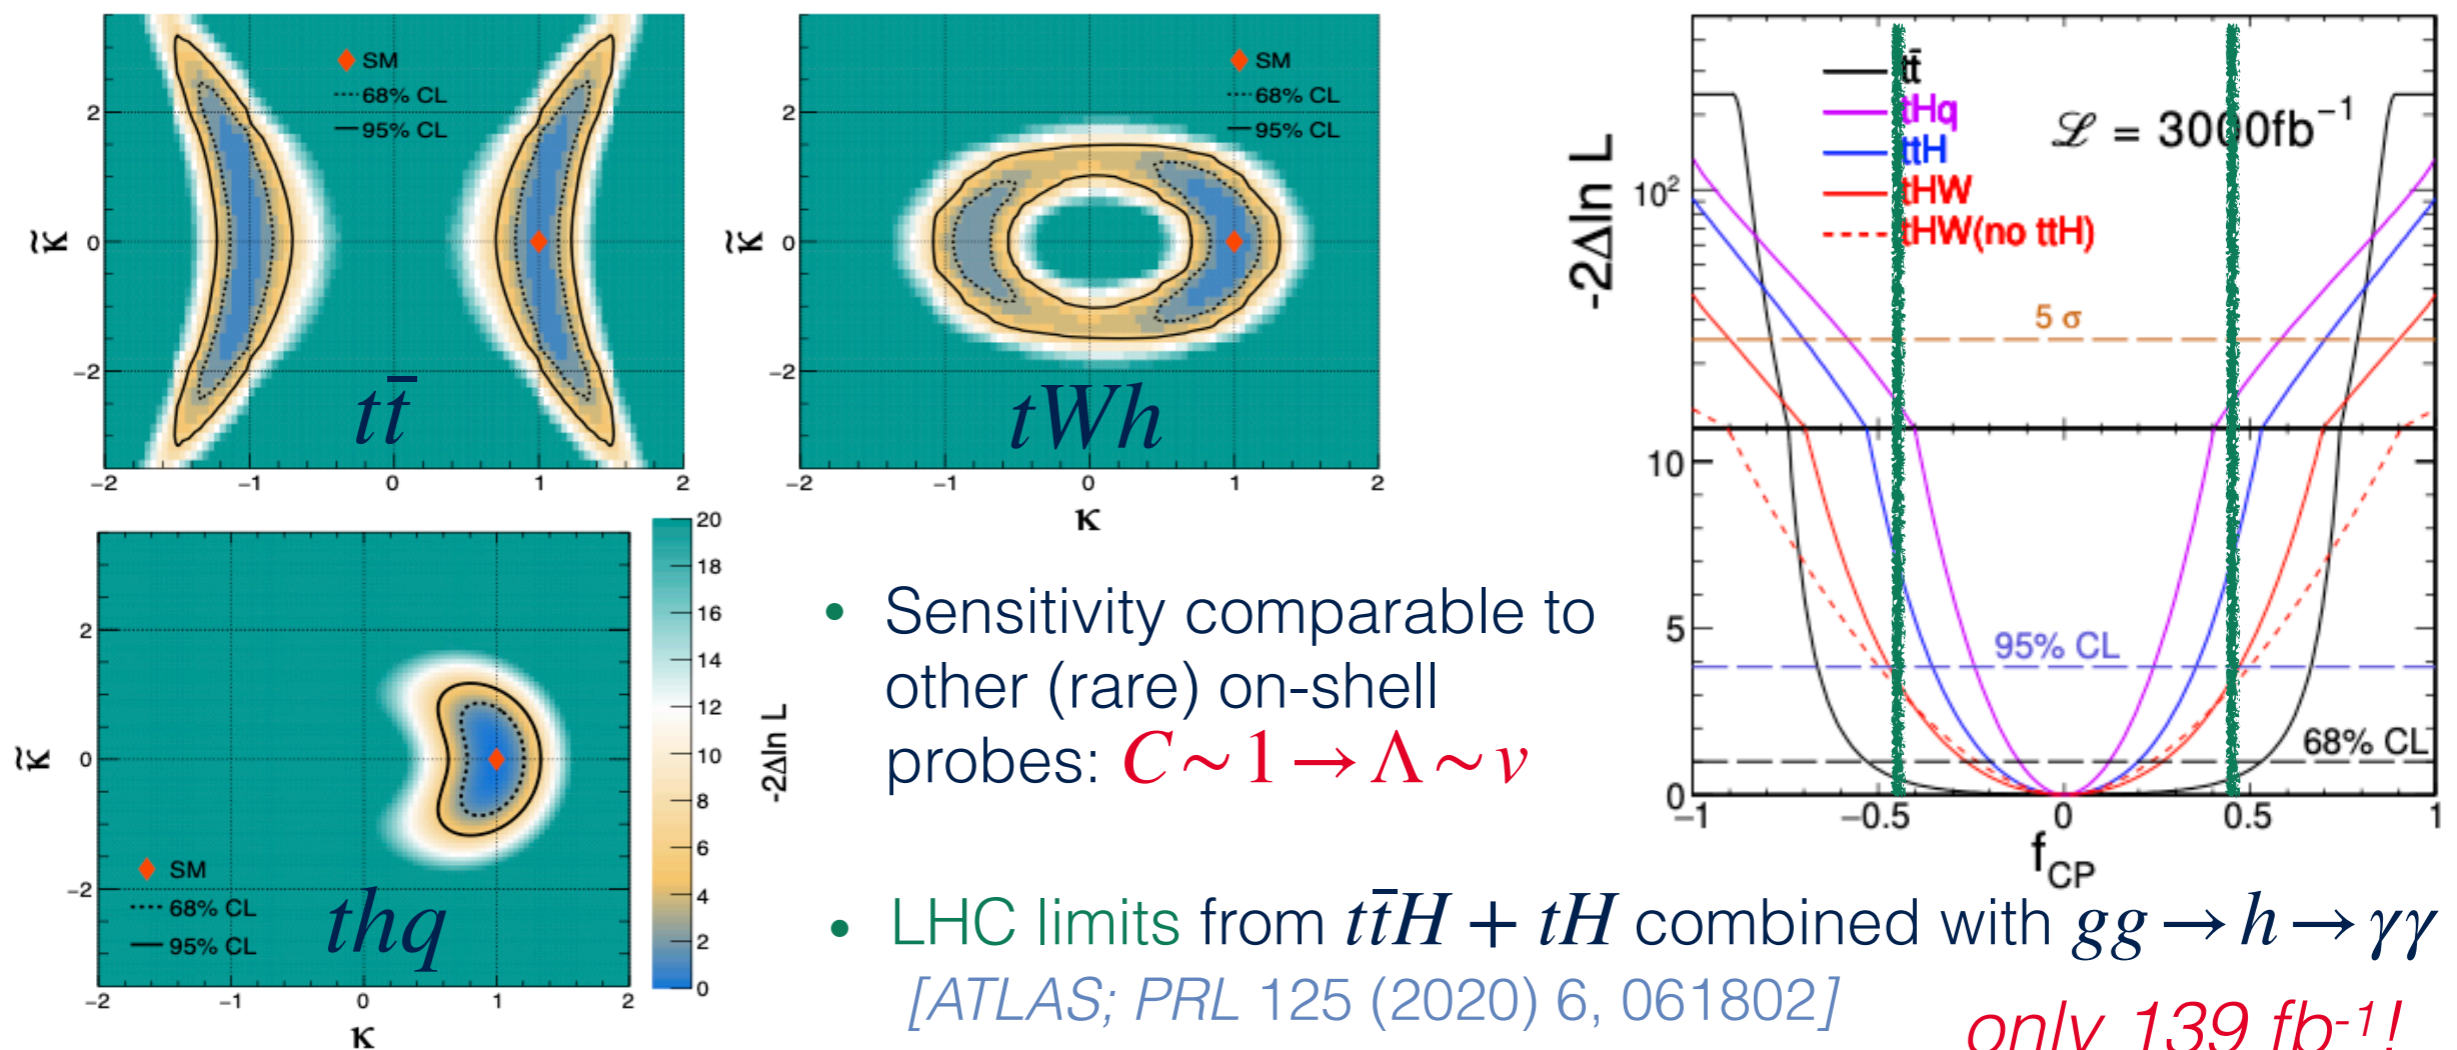 SM
68% CL
95% CL
κ̃
2
0
−2
−2 −1 0 1 2
tt̄
SM
68% CL
95% CL
κ̃
2
0
−2
tWh
−2 −1 0 1 2
κ
tt̄
tHq
ttH
tHW
tHW(no ttH)
ℒ = 3000fb⁻¹
-2Δln L
10²
5 σ
10
5
0
95% CL
68% CL
−1 −0.5 0 0.5 1
f_CP
κ̃
2
0
−2
SM
68% CL
95% CL
thq
−2 −1 0 1 2
κ
20
18
16
14
12
10
8
6
4
2
0
-2Δln L
• Sensitivity comparable to
other (rare) on-shell
probes: C ~ 1 → Λ ~ v
• LHC limits from tt̄H + tH combined with gg → h → γγ
[ATLAS; PRL 125 (2020) 6, 061802]
only 139 fb⁻¹!